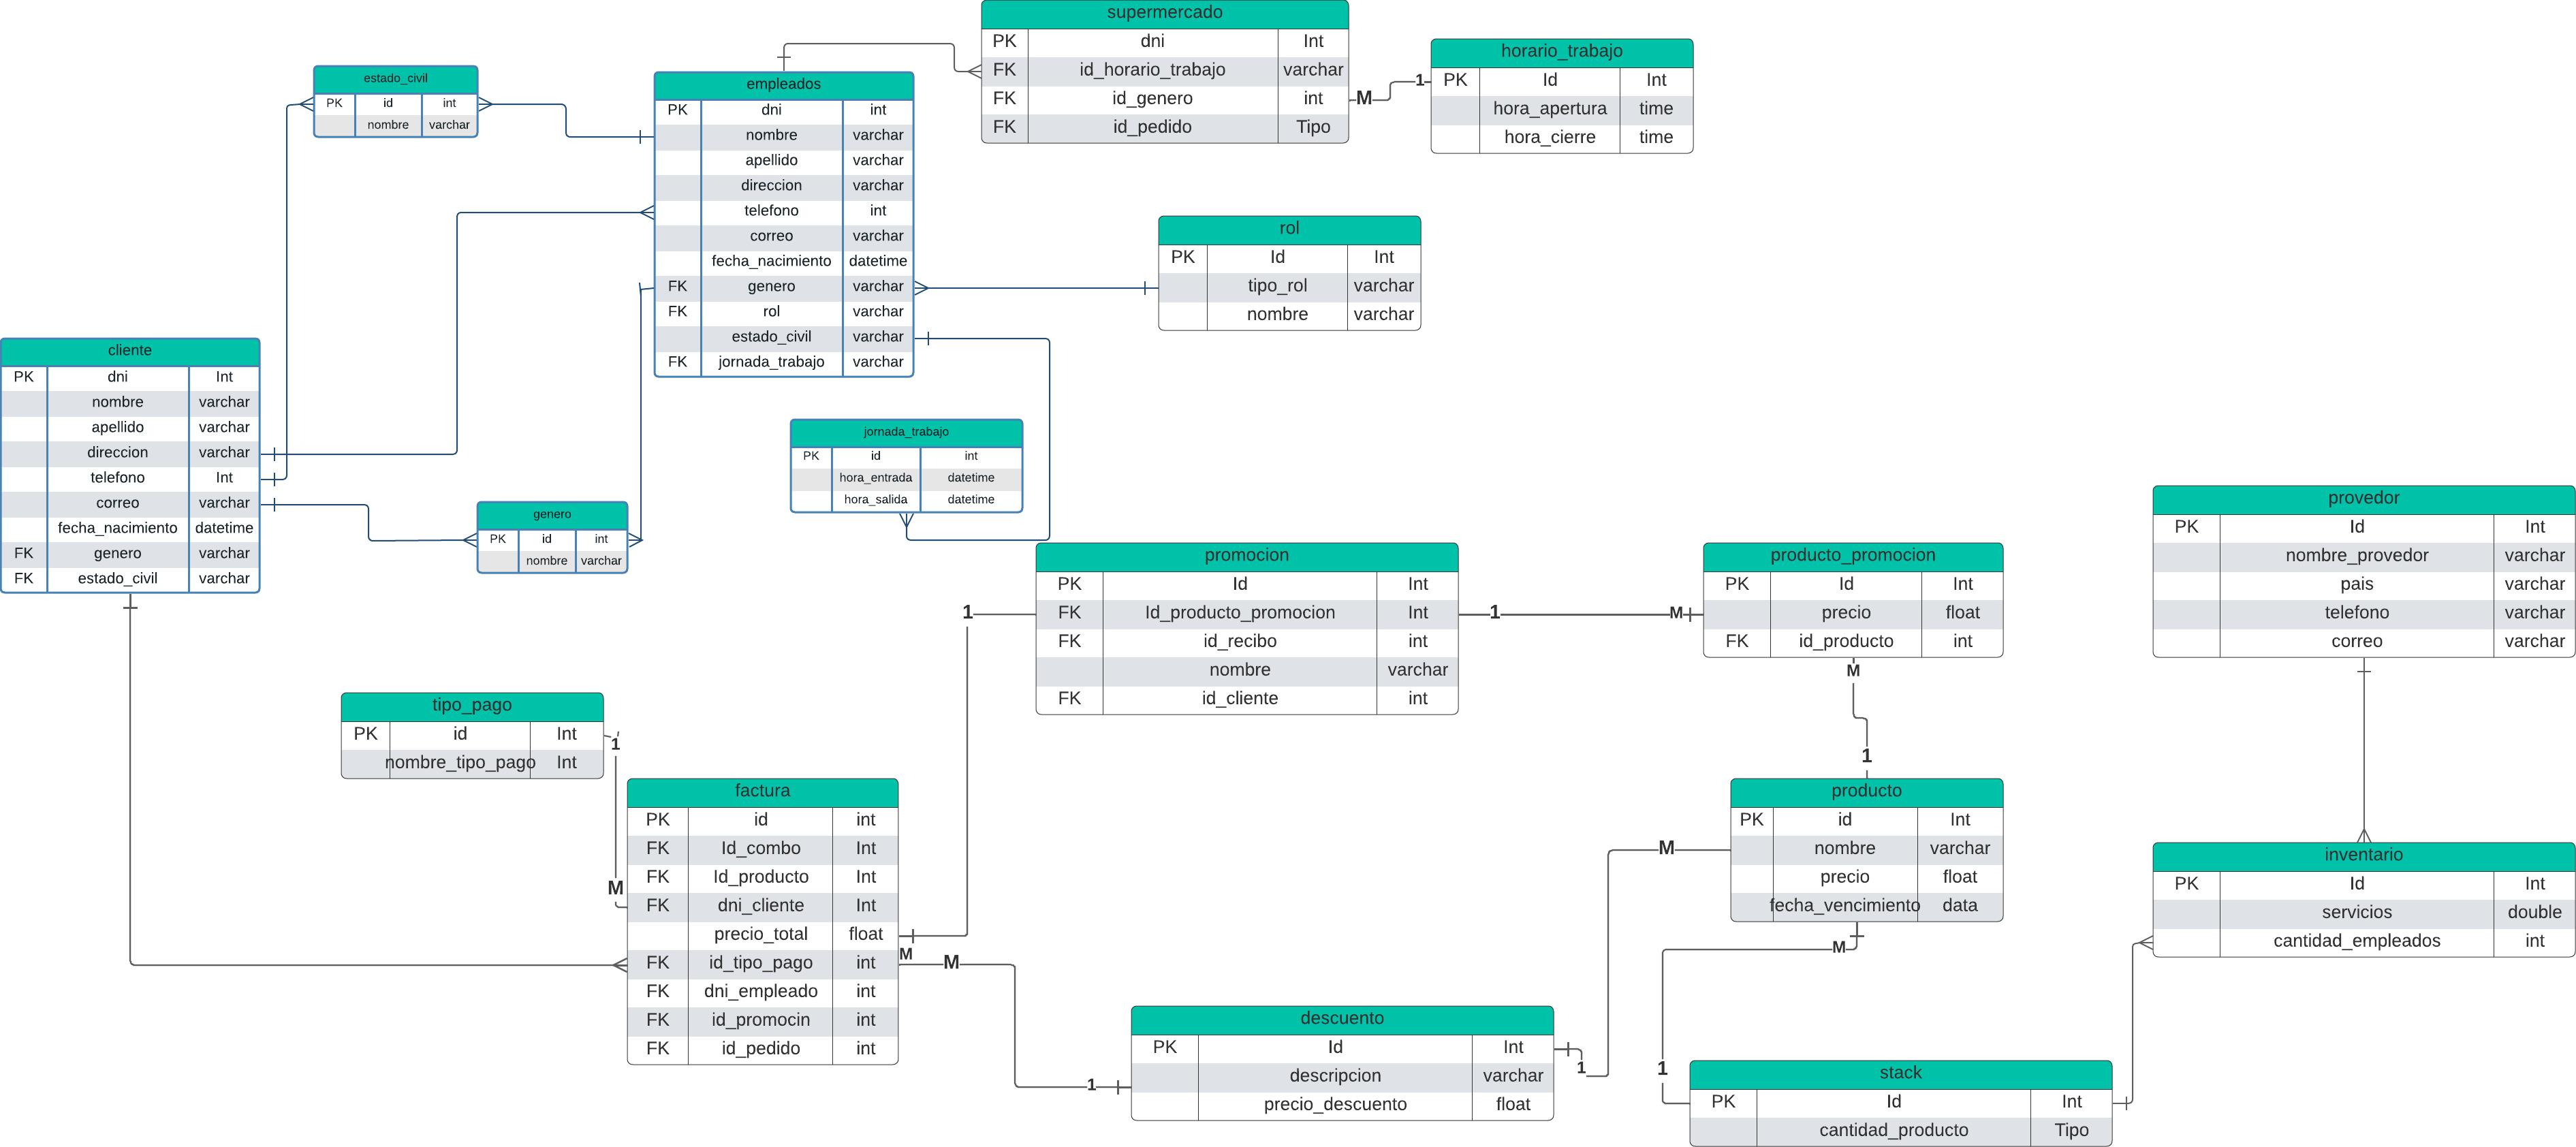 supermercado
PK dni Int
FK id_horario_trabajo varchar
FK id_genero int
FK id_pedido Tipo
M
1
horario_trabajo
PK Id Int
hora_apertura time
hora_cierre time
estado_civil
PK id int
nombre varchar
empleados
PK dni int
nombre varchar
apellido varchar
direccion varchar
telefono int
correo varchar
fecha_nacimiento datetime
FK genero varchar
FK rol varchar
estado_civil varchar
FK jornada_trabajo varchar
rol
PK Id Int
tipo_rol varchar
nombre varchar
cliente
PK dni Int
nombre varchar
apellido varchar
direccion varchar
telefono Int
correo varchar
fecha_nacimiento datetime
FK genero varchar
FK estado_civil varchar
jornada_trabajo
PK id int
hora_entrada datetime
hora_salida datetime
genero
PK id int
nombre varchar
promocion
PK Id Int
FK Id_producto_promocion Int
FK id_recibo int
nombre varchar
FK id_cliente int
1
1
M
producto_promocion
PK Id Int
precio float
FK id_producto int
M
1
provedor
PK Id Int
nombre_provedor varchar
pais varchar
telefono varchar
correo varchar
tipo_pago
PK id Int
nombre_tipo_pago Int
1
M
factura
PK id int
FK Id_combo Int
FK Id_producto Int
FK dni_cliente Int
precio_total float
FK id_tipo_pago int
FK dni_empleado int
FK id_promocin int
FK id_pedido int
M
M
1
producto
PK id Int
nombre varchar
precio float
fecha_vencimiento data
M
M
1
1
inventario
PK Id Int
servicios double
cantidad_empleados int
descuento
PK Id Int
descripcion varchar
precio_descuento float
stack
PK Id Int
cantidad_producto Tipo